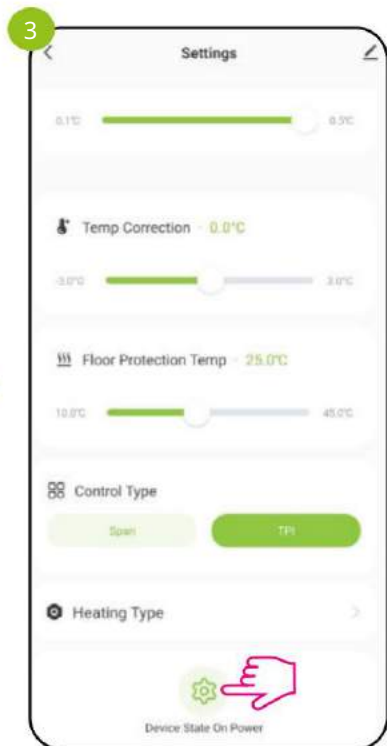 3
Settings
0.1°C 0.5°C
Temp Correction · 0.0°C
-3.0°C 3.0°C
Floor Protection Temp · 25.0°C
10.0°C 45.0°C
Control Type
Span TPI
Heating Type
Device State On Power